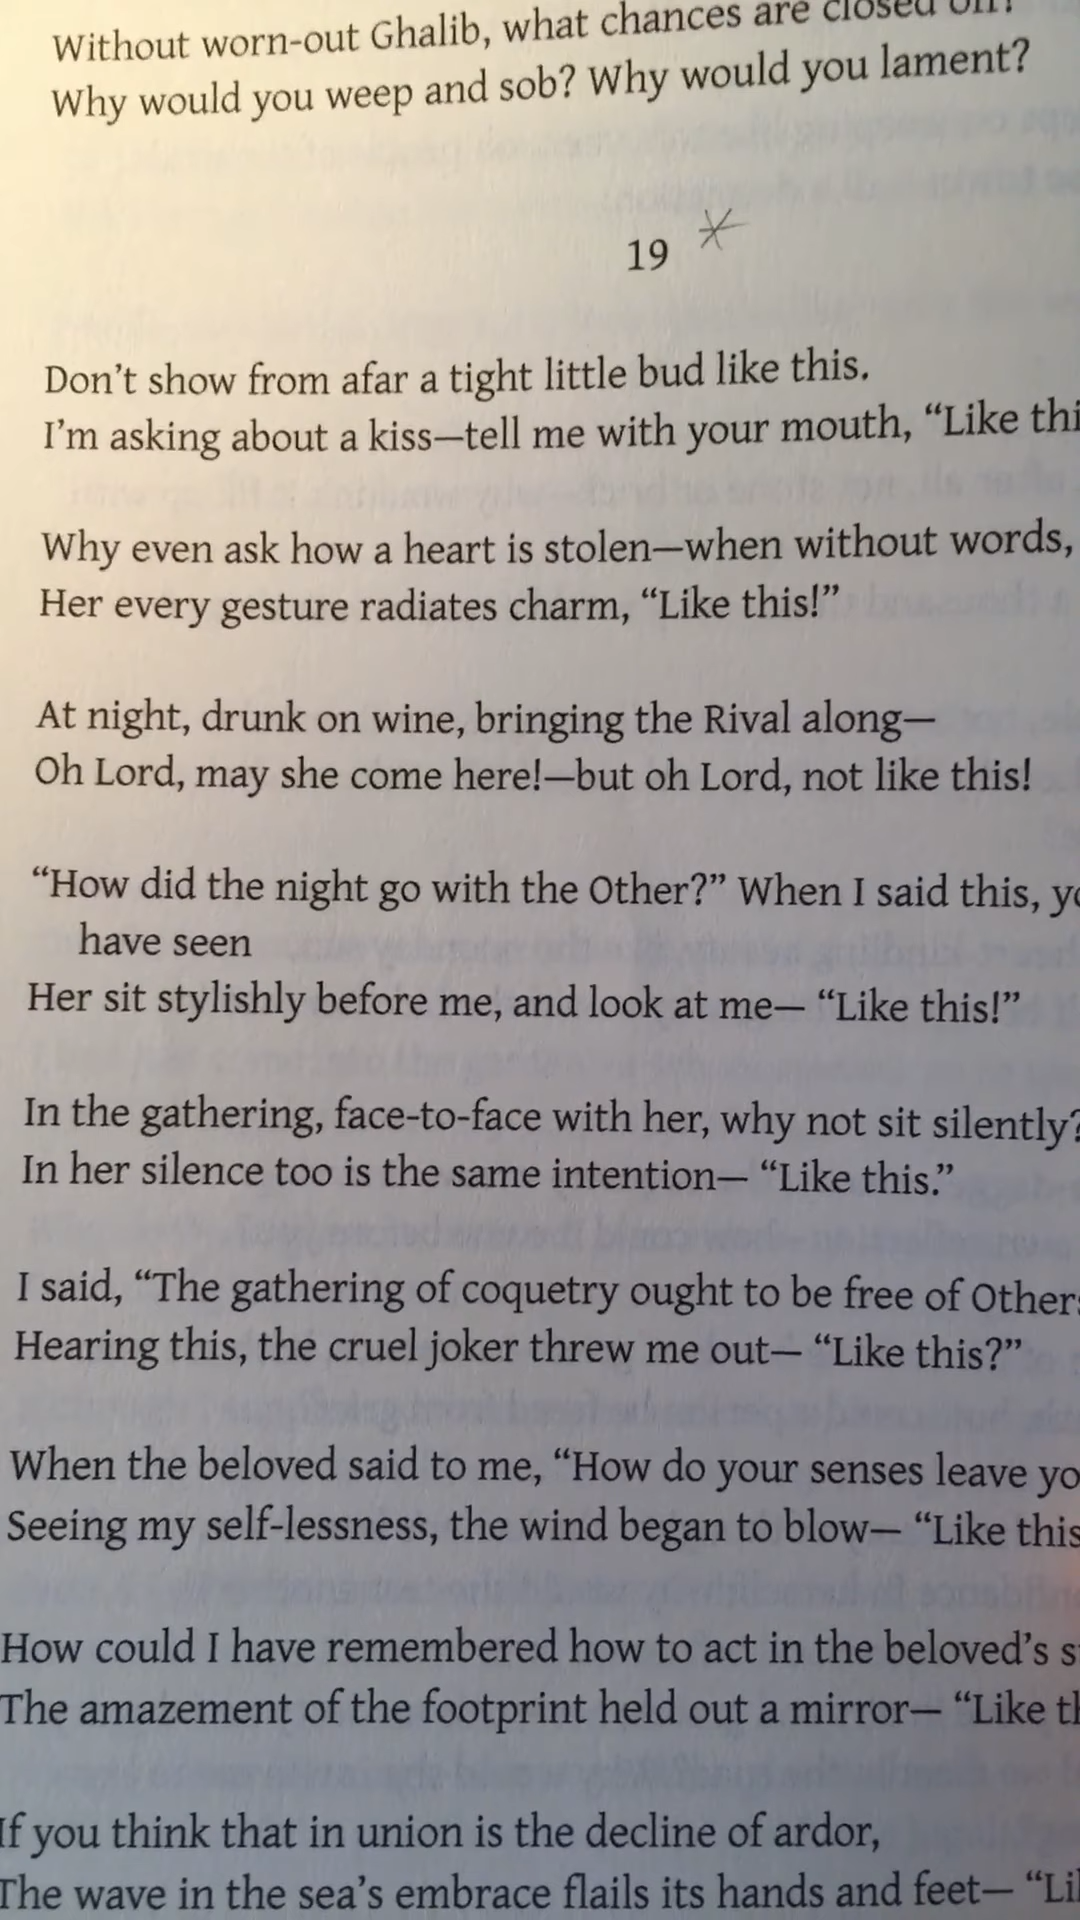 Without worn-out Ghalib, what chances are closed off?
Why would you weep and sob? Why would you lament?
19
Don’t show from afar a tight little bud like this.
I’m asking about a kiss—tell me with your mouth, “Like
Why even ask how a heart is stolen—when without words,
Her every gesture radiates charm, “Like this!”
At night, drunk on wine, bringing the Rival along—
Oh Lord, may she come here!—but oh Lord, not like this!
“How did the night go with the Other?” When I said this,
have seen
Her sit stylishly before me, and look at me— “Like this!”
In the gathering, face-to-face with her, why not sit silently?
In her silence too is the same intention— “Like this.”
I said, “The gathering of coquetry ought to be free of Others
Hearing this, the cruel joker threw me out— “Like this?”
When the beloved said to me, “How do your senses leave
Seeing my self-lessness, the wind began to blow— “Like this
How could I have remembered how to act in the beloved’s
The amazement of the footprint held out a mirror— “Like
If you think that in union is the decline of ardor,
The wave in the sea’s embrace flails its hands and feet—